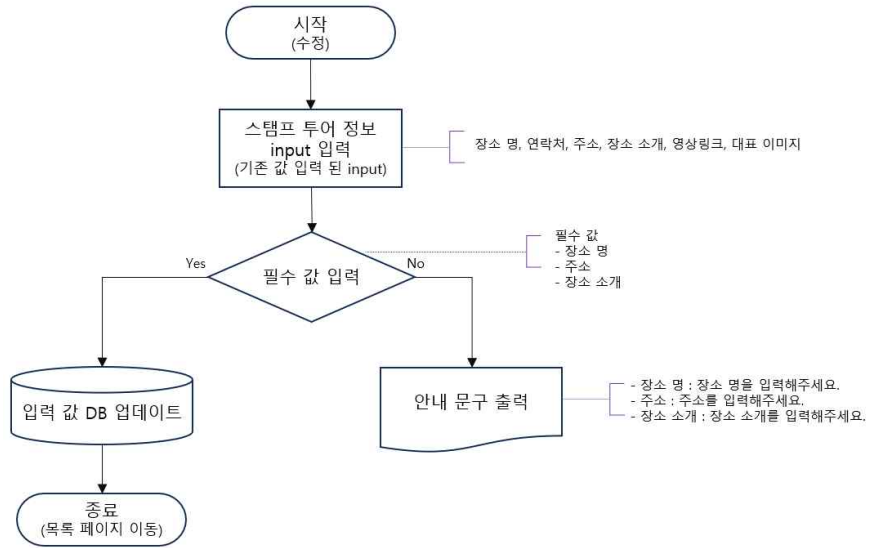 시작
(수정)
스탬프 투어 정보
input 입력
(기존 값 입력 된 input)
장소 명, 연락처, 주소, 장소 소개, 영상링크, 대표 이미지
필수 값
- 장소 명
- 주소
- 장소 소개
Yes
필수 값 입력
No
입력 값 DB 업데이트
안내 문구 출력
- 장소 명 : 장소 명을 입력해주세요.
- 주소 : 주소를 입력해주세요.
- 장소 소개 : 장소 소개를 입력해주세요.
종료
(목록 페이지 이동)